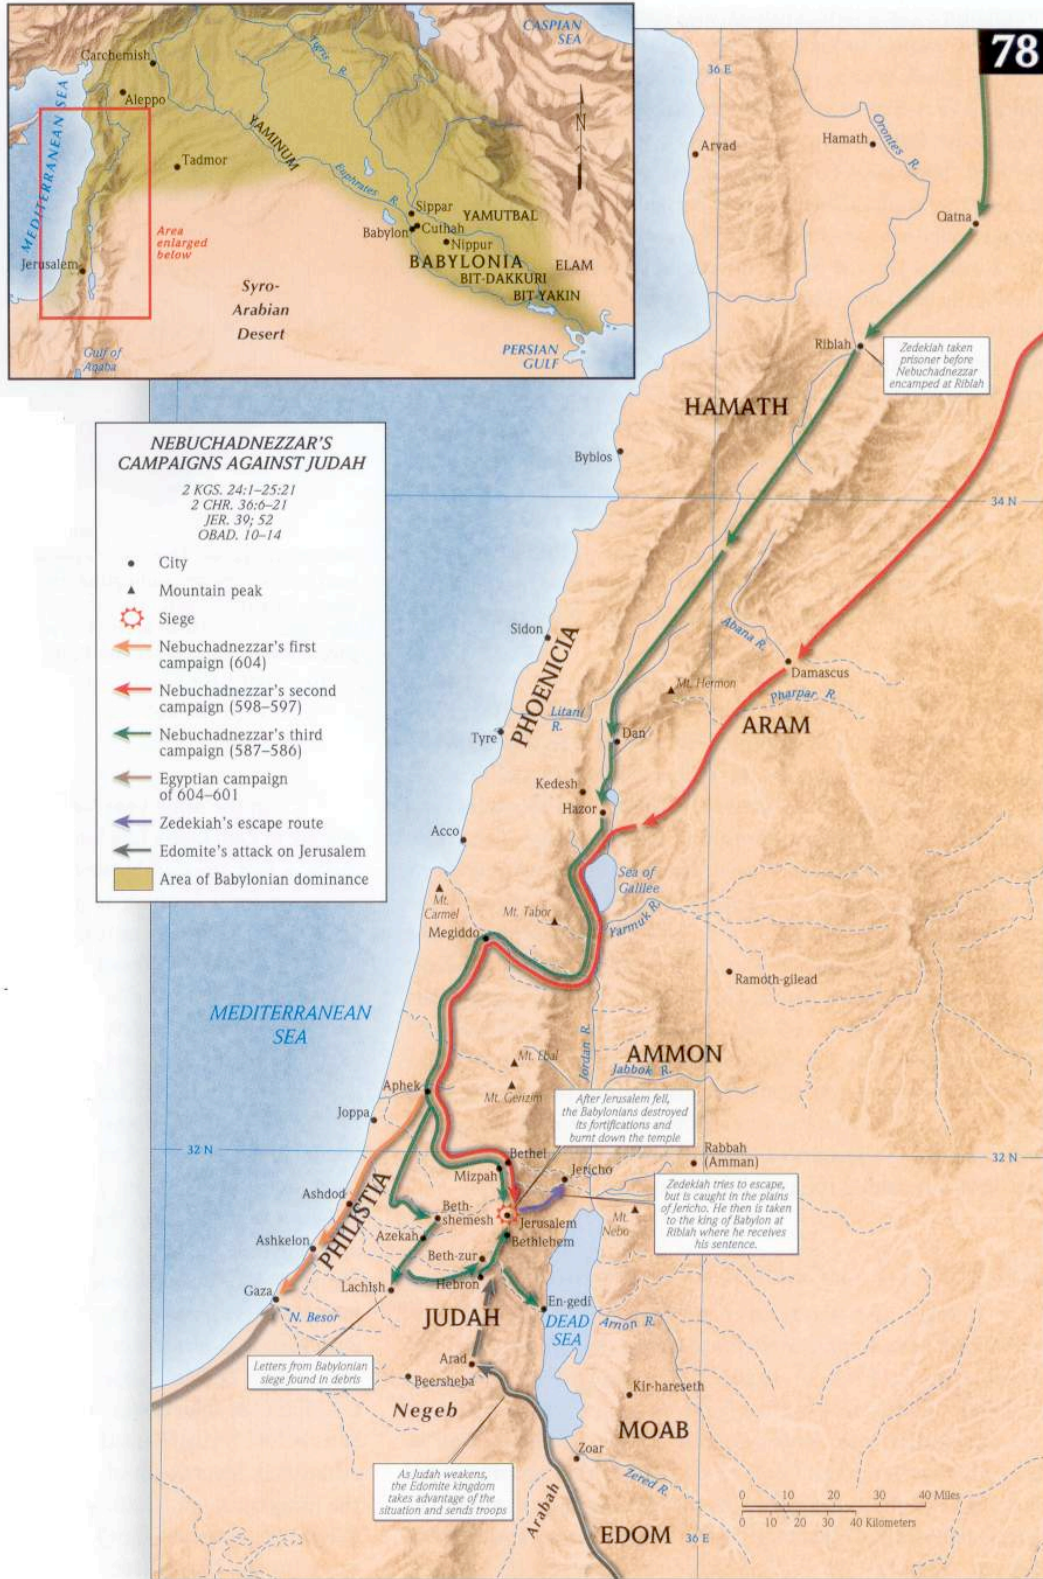 CASPIAN
SEA
Carchemish
Tigris R.
Aleppo
MEDITERRANEAN SEA
YAMINUM
Tadmor
Euphrates R.
N
Sippar
YAMUTBAL
Cuthah
Babylon
Nippur
BABYLONIA
ELAM
BIT-DAKKURI
BIT-YAKIN
Area
enlarged
below
Jerusalem
Syro-
Arabian
Desert
Gulf of
Aqaba
PERSIAN
GULF
78
36 E
Arvad
Hamath
Orontes R.
Qatna
Riblah
Zedekiah taken
prisoner before
Nebuchadnezzar
encamped at Riblah
HAMATH
Byblos
34 N
NEBUCHADNEZZAR'S
CAMPAIGNS AGAINST JUDAH
2 KGS. 24:1–25:21
2 CHR. 36:6–21
JER. 39; 52
OBAD. 10–14
City
Mountain peak
Siege
Nebuchadnezzar's first
campaign (604)
Nebuchadnezzar's second
campaign (598–597)
Nebuchadnezzar's third
campaign (587–586)
Egyptian campaign
of 604–601
Zedekiah's escape route
Edomite's attack on Jerusalem
Area of Babylonian dominance
Sidon
PHOENICIA
Abana R.
Damascus
Mt. Hermon
Pharpar R.
Litani
R.
ARAM
Tyre
Dan
Kedesh
Hazor
Acco
Sea of
Galilee
Mt.
Carmel
Mt. Tabor
Yarmuk R.
Megiddo
Ramoth-gilead
MEDITERRANEAN
SEA
Jordan R.
AMMON
Mt. Ebal
Jabbok R.
Mt. Gerizim
Aphek
After Jerusalem fell,
the Babylonians destroyed
its fortifications and
burnt down the temple
Joppa
32 N
32 N
Bethel
Rabbah
(Amman)
Mizpah
Jericho
Zedekiah tries to escape,
but is caught in the plains
of Jericho. He then is taken
to the king of Babylon at
Riblah where he receives
his sentence.
Ashdod
PHILISTIA
Beth-
shemesh
Jerusalem
Mt.
Nebo
Azekah
Bethlehem
Ashkelon
Beth-zur
Lachish
Hebron
Gaza
En-gedi
N. Besor
JUDAH
DEAD
SEA
Arnon R.
Letters from Babylonian
siege found in debris
Arad
Beersheba
Kir-hareseth
Negeb
MOAB
Zoar
As Judah weakens,
the Edomite kingdom
takes advantage of the
situation and sends troops
Zered R.
Arabah
0 10 20 30 40 Miles
0 10 20 30 40 Kilometers
EDOM
36 E